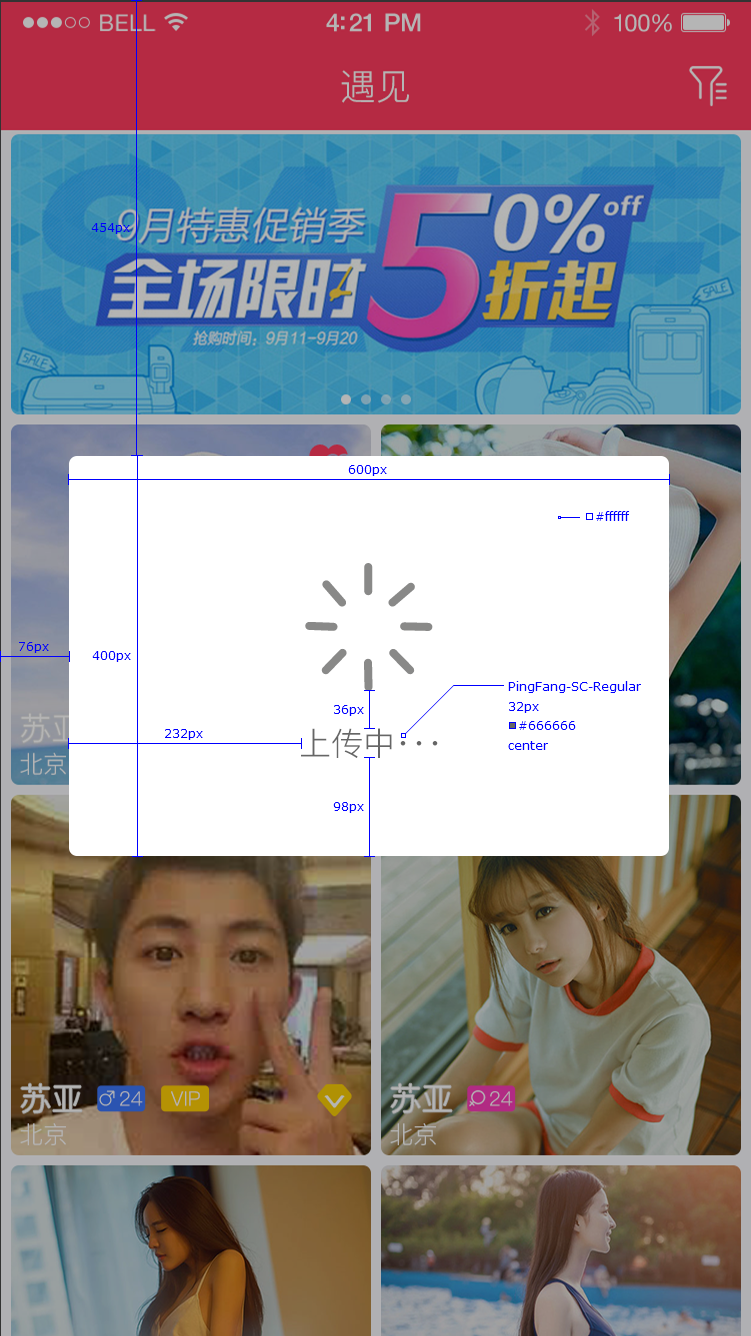 BELL 4:21 PM 100%
遇见
SALE
454px
9月特惠促销季
全场限时
50%off
折起
抢购时间：9月11-9月20
SALE
SALE
600px
#ffffff
76px
400px
36px
PingFang-SC-Regular
32px
#666666
center
232px
上传中···
98px
苏亚
北京
苏亚 ♂24 VIP
北京
苏亚 ♀24
北京